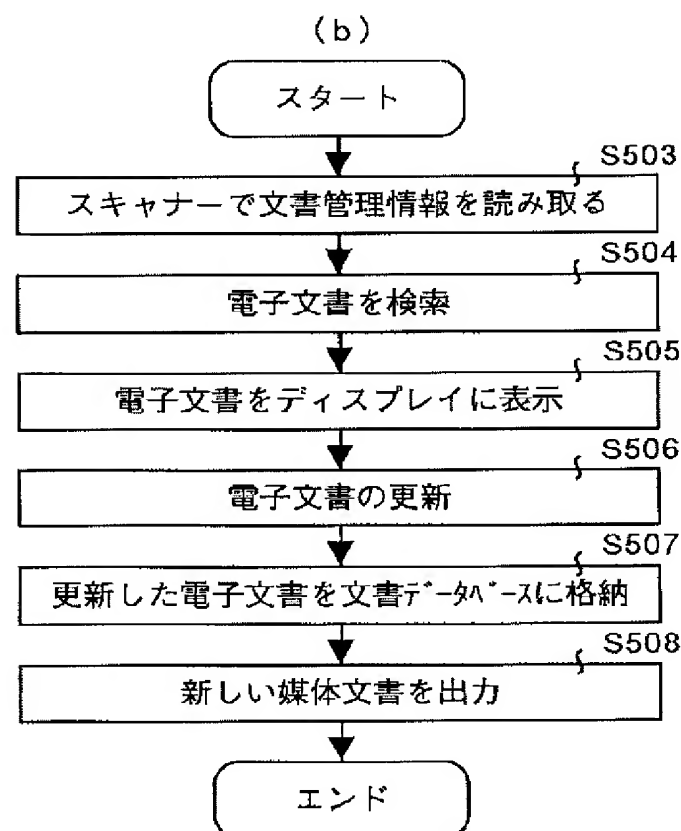 (b)
スタート
S503
スキャナーで文書管理情報を読み取る
S504
電子文書を検索
S505
電子文書をディスプレイに表示
S506
電子文書の更新
S507
更新した電子文書を文書ﾃﾞｰﾀﾍﾞｰｽに格納
S508
新しい媒体文書を出力
エンド